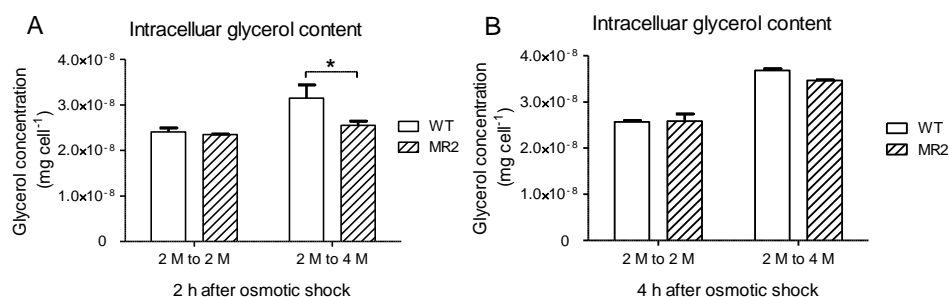 A
Intracelluar glycerol content
Glycerol concentration
(mg cell⁻¹)
4.0×10⁻⁸
3.0×10⁻⁸
2.0×10⁻⁸
1.0×10⁻⁸
0
*
WT
MR2
2 M to 2 M
2 M to 4 M
2 h after osmotic shock
B
Intracelluar glycerol content
Glycerol concentration
(mg cell⁻¹)
4.0×10⁻⁸
3.0×10⁻⁸
2.0×10⁻⁸
1.0×10⁻⁸
0
WT
MR2
2 M to 2 M
2 M to 4 M
4 h after osmotic shock